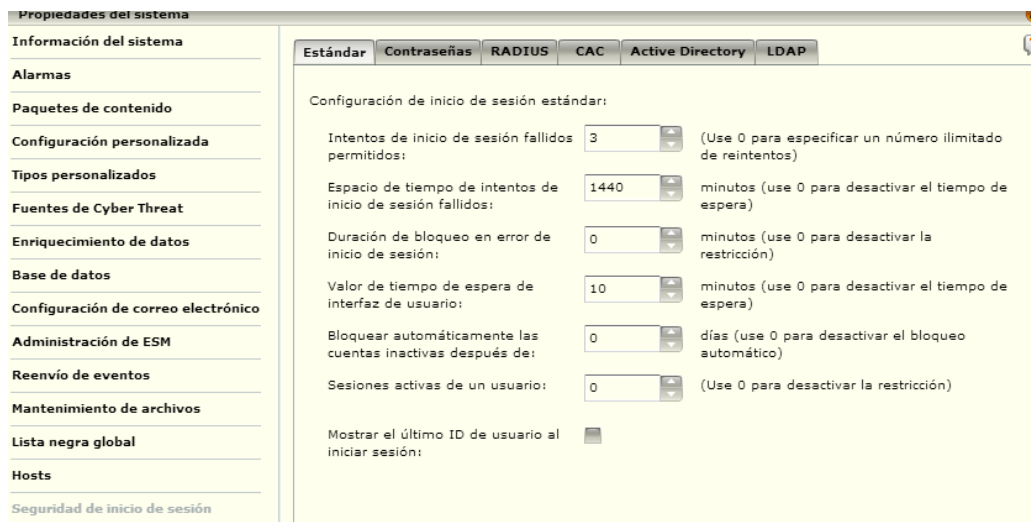 Propiedades del sistema
Información del sistema
Alarmas
Paquetes de contenido
Configuración personalizada
Tipos personalizados
Fuentes de Cyber Threat
Enriquecimiento de datos
Base de datos
Configuración de correo electrónico
Administración de ESM
Reenvío de eventos
Mantenimiento de archivos
Lista negra global
Hosts
Seguridad de inicio de sesión
Estándar Contraseñas RADIUS CAC Active Directory LDAP
Configuración de inicio de sesión estándar:
Intentos de inicio de sesión fallidos
permitidos:
3
(Use 0 para especificar un número ilimitado
de reintentos)
Espacio de tiempo de intentos de
inicio de sesión fallidos:
1440
minutos (use 0 para desactivar el tiempo de
espera)
Duración de bloqueo en error de
inicio de sesión:
0
minutos (use 0 para desactivar la
restricción)
Valor de tiempo de espera de
interfaz de usuario:
10
minutos (use 0 para desactivar el tiempo de
espera)
Bloquear automáticamente las
cuentas inactivas después de:
0
días (use 0 para desactivar el bloqueo
automático)
Sesiones activas de un usuario:
0
(Use 0 para desactivar la restricción)
Mostrar el último ID de usuario al
iniciar sesión: